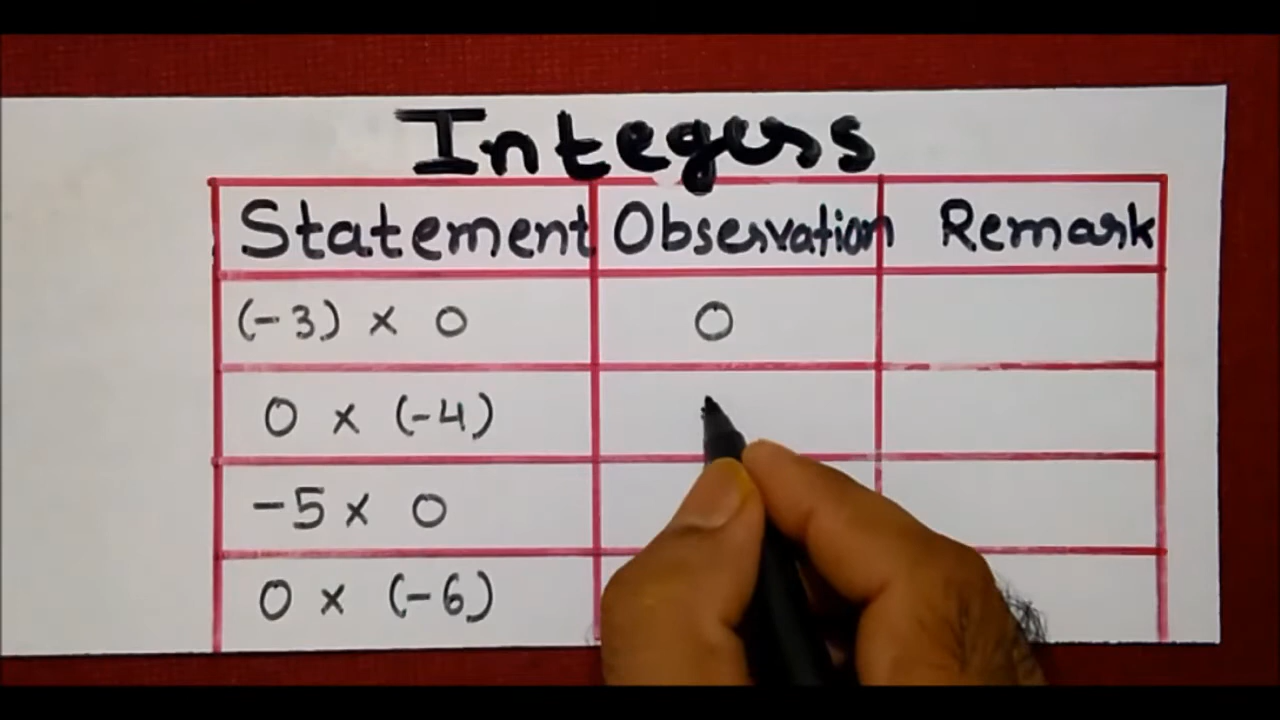 Integers
Statement Observation Remark
(-3) × 0 0
0 × (-4)
-5 × 0
0 × (-6)